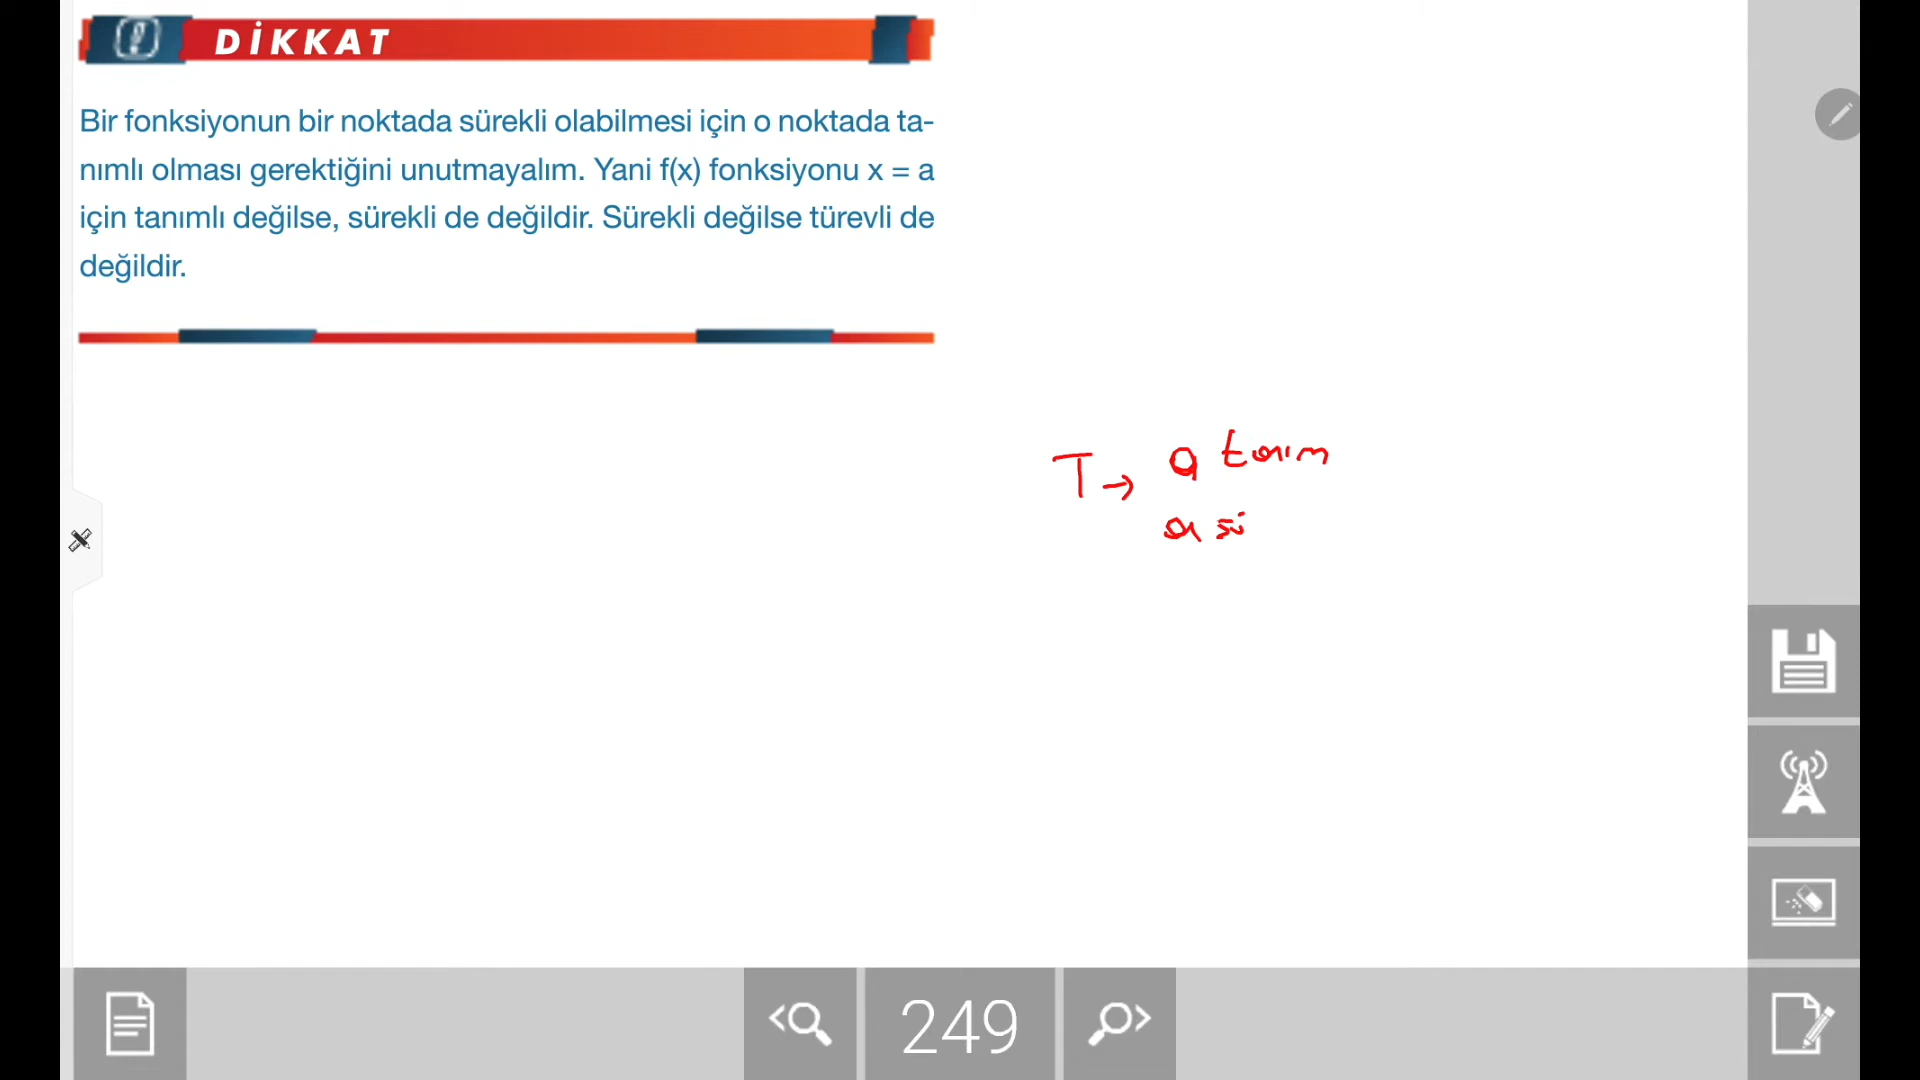 DİKKAT
Bir fonksiyonun bir noktada sürekli olabilmesi için o noktada ta-
nımlı olması gerektiğini unutmayalım. Yani f(x) fonksiyonu x = a
için tanımlı değilse, sürekli de değildir. Sürekli değilse türevli de
değildir.
T → a tanım
a sü
249